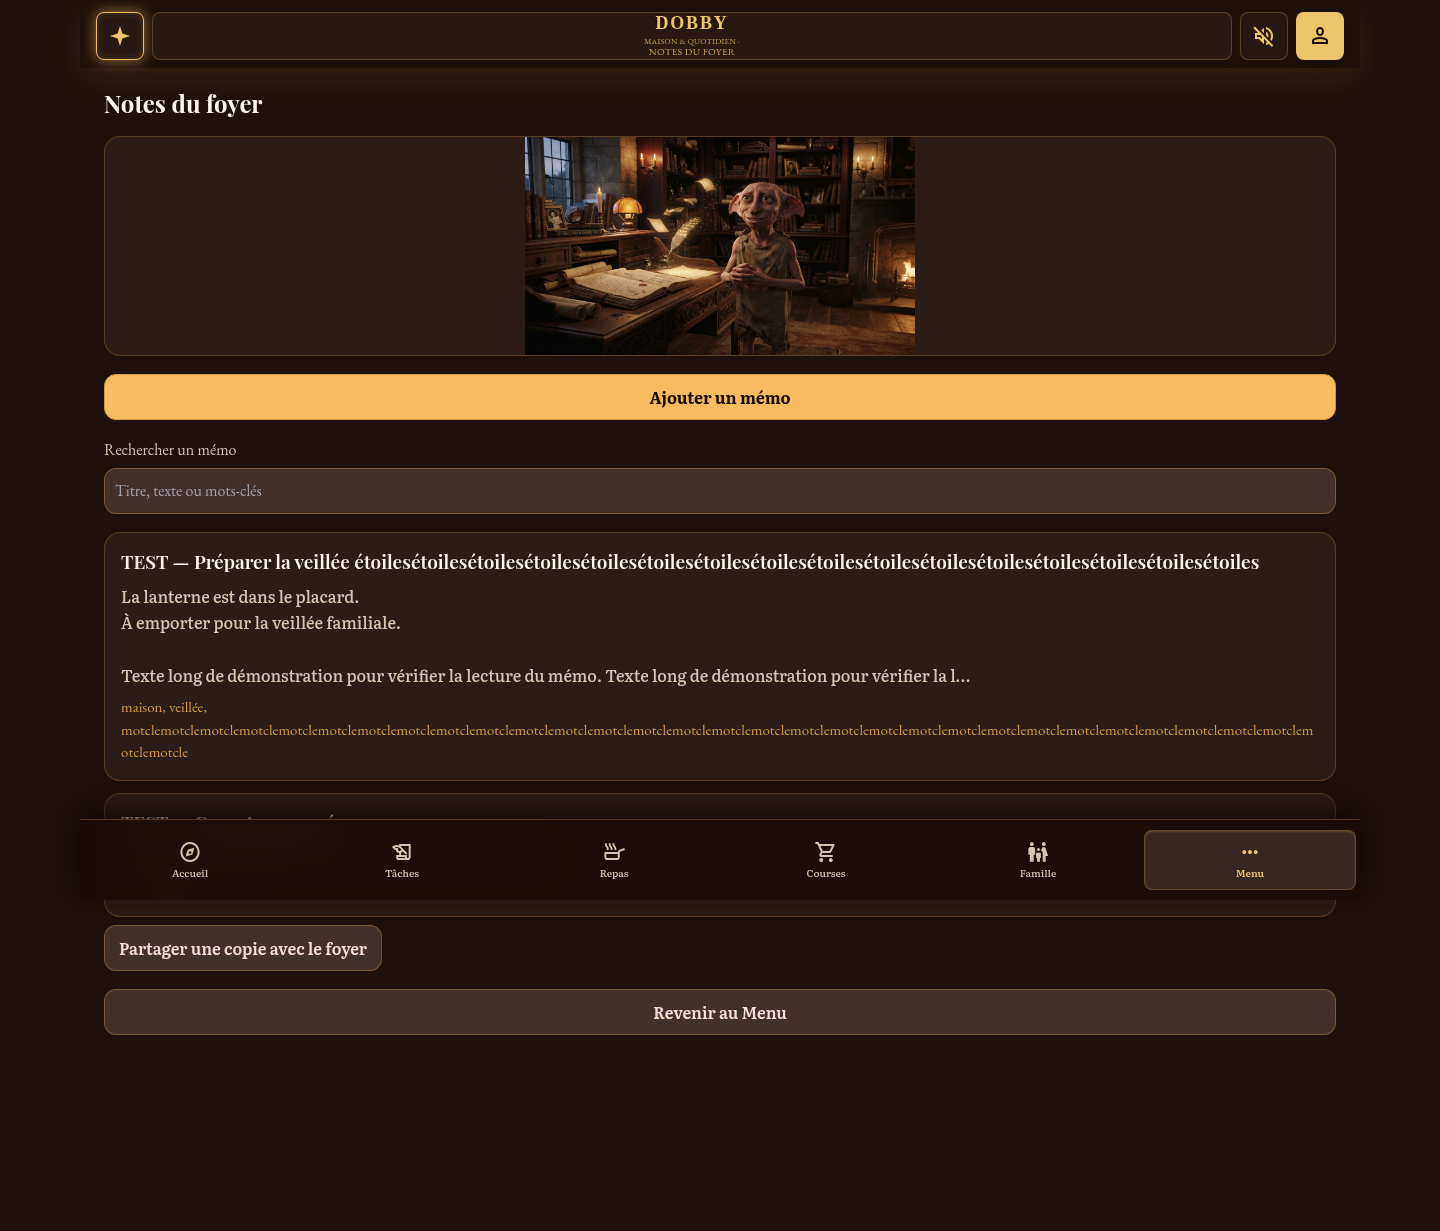 DOBBY
MAISON & QUOTIDIEN ·
NOTES DU FOYER
Notes du foyer
Ajouter un mémo
Rechercher un mémo
Titre, texte ou mots-clés
TEST — Préparer la veillée étoilesétoilesétoilesétoilesétoilesétoilesétoilesétoilesétoilesétoilesétoilesétoilesétoilesétoilesétoilesétoiles
La lanterne est dans le placard.
À emporter pour la veillée familiale.
Texte long de démonstration pour vérifier la lecture du mémo. Texte long de démonstration pour vérifier la l…
maison, veillée,
motclemotclemotclemotclemotclemotclemotclemotclemotclemotclemotclemotclemotclemotclemotclemotclemotclemotclemotclemotclemotclemotclemotclemotclemotclemotclemotclemotclemotclemotclem
otclemotcle
TEST
Accueil
Tâches
Repas
Courses
Famille
Menu
Partager une copie avec le foyer
Revenir au Menu